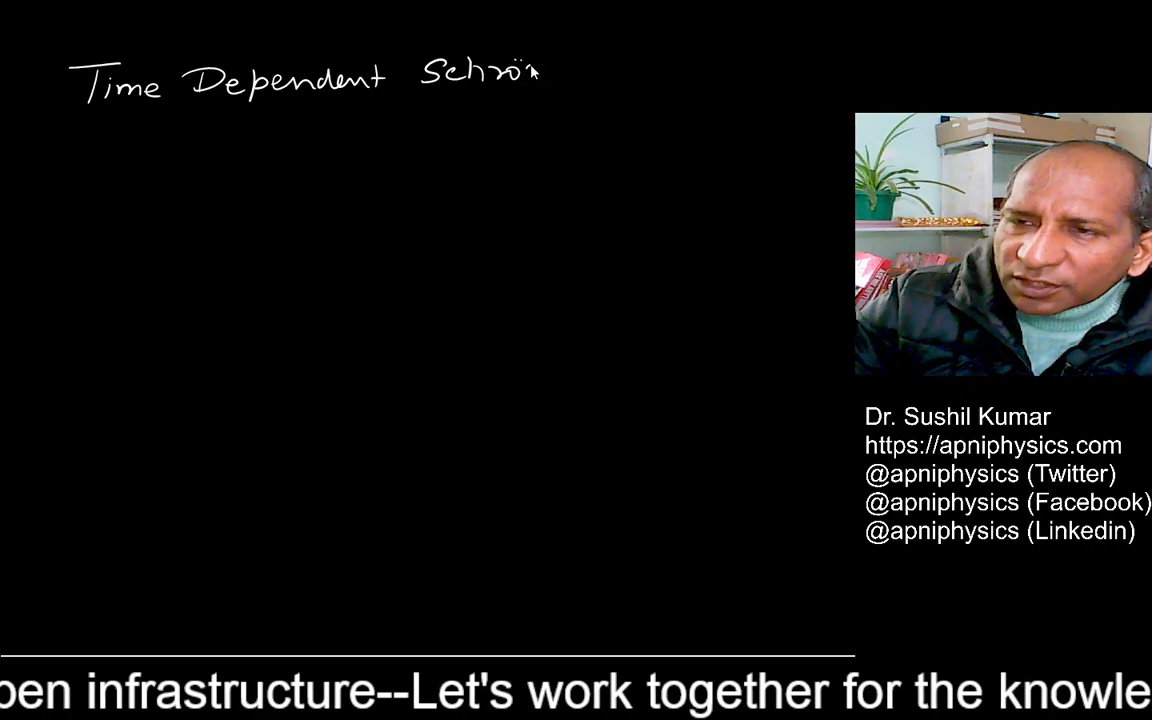 Time Dependent Schrö
Dr. Sushil Kumar
https://apniphysics.com
@apniphysics (Twitter)
@apniphysics (Facebook)
@apniphysics (Linkedin)
pen infrastructure--Let's work together for the knowle